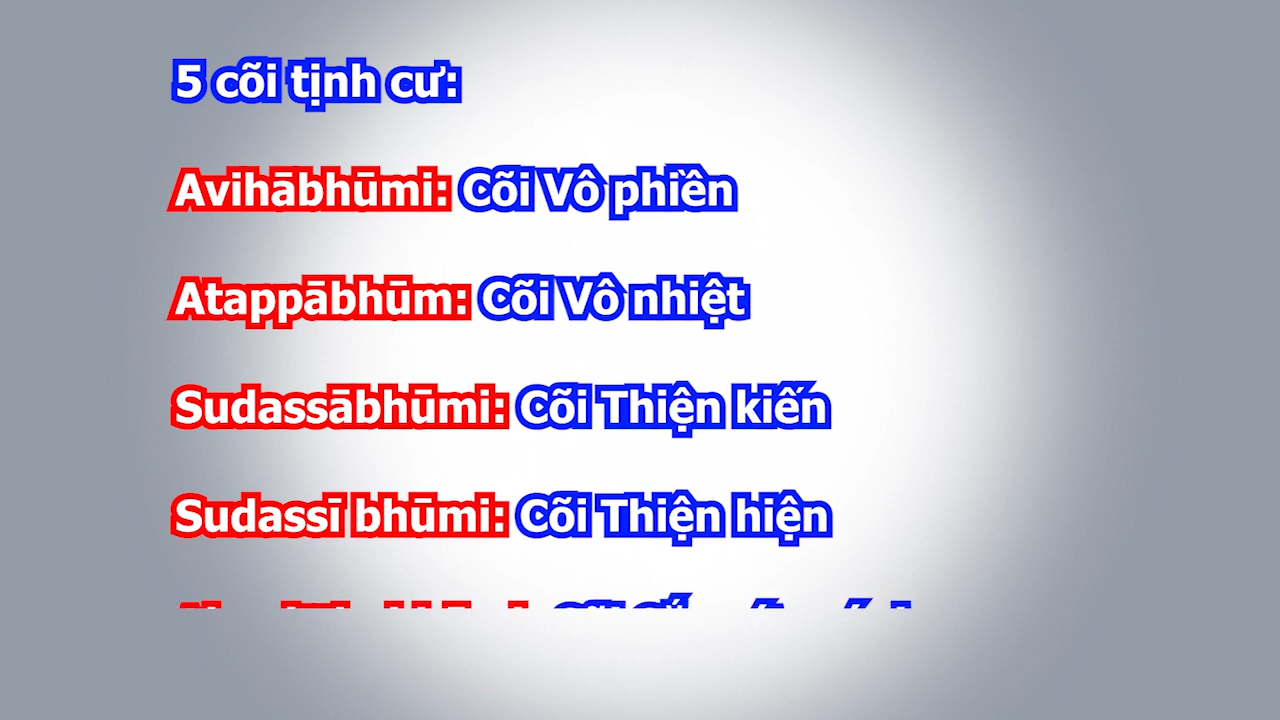 5 cõi tịnh cư:
Avihābhūmi: Cõi Vô phiền
Atappābhūm: Cõi Vô nhiệt
Sudassābhūmi: Cõi Thiện kiến
Sudassī bhūmi: Cõi Thiện hiện